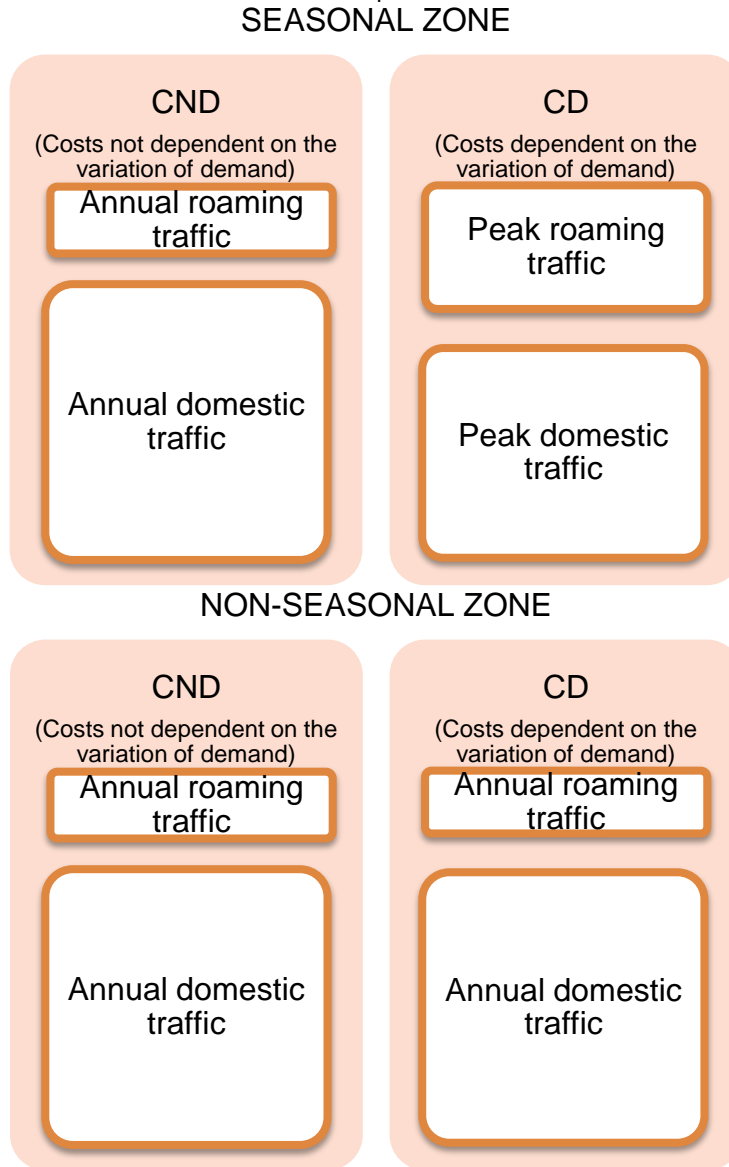 SEASONAL ZONE
CND
(Costs not dependent on the
variation of demand)
Annual roaming
traffic
Annual domestic
traffic
CD
(Costs dependent on the
variation of demand)
Peak roaming
traffic
Peak domestic
traffic
NON-SEASONAL ZONE
CND
(Costs not dependent on the
variation of demand)
Annual roaming
traffic
Annual domestic
traffic
CD
(Costs dependent on the
variation of demand)
Annual roaming
traffic
Annual domestic
traffic